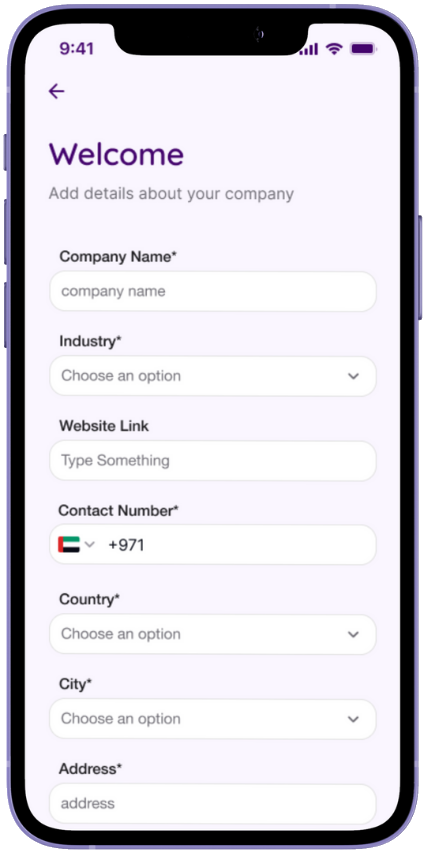 9:41
Welcome
Add details about your company
Company Name*
company name
Industry*
Choose an option
Website Link
Type Something
Contact Number*
+971
Country*
Choose an option
City*
Choose an option
Address*
address